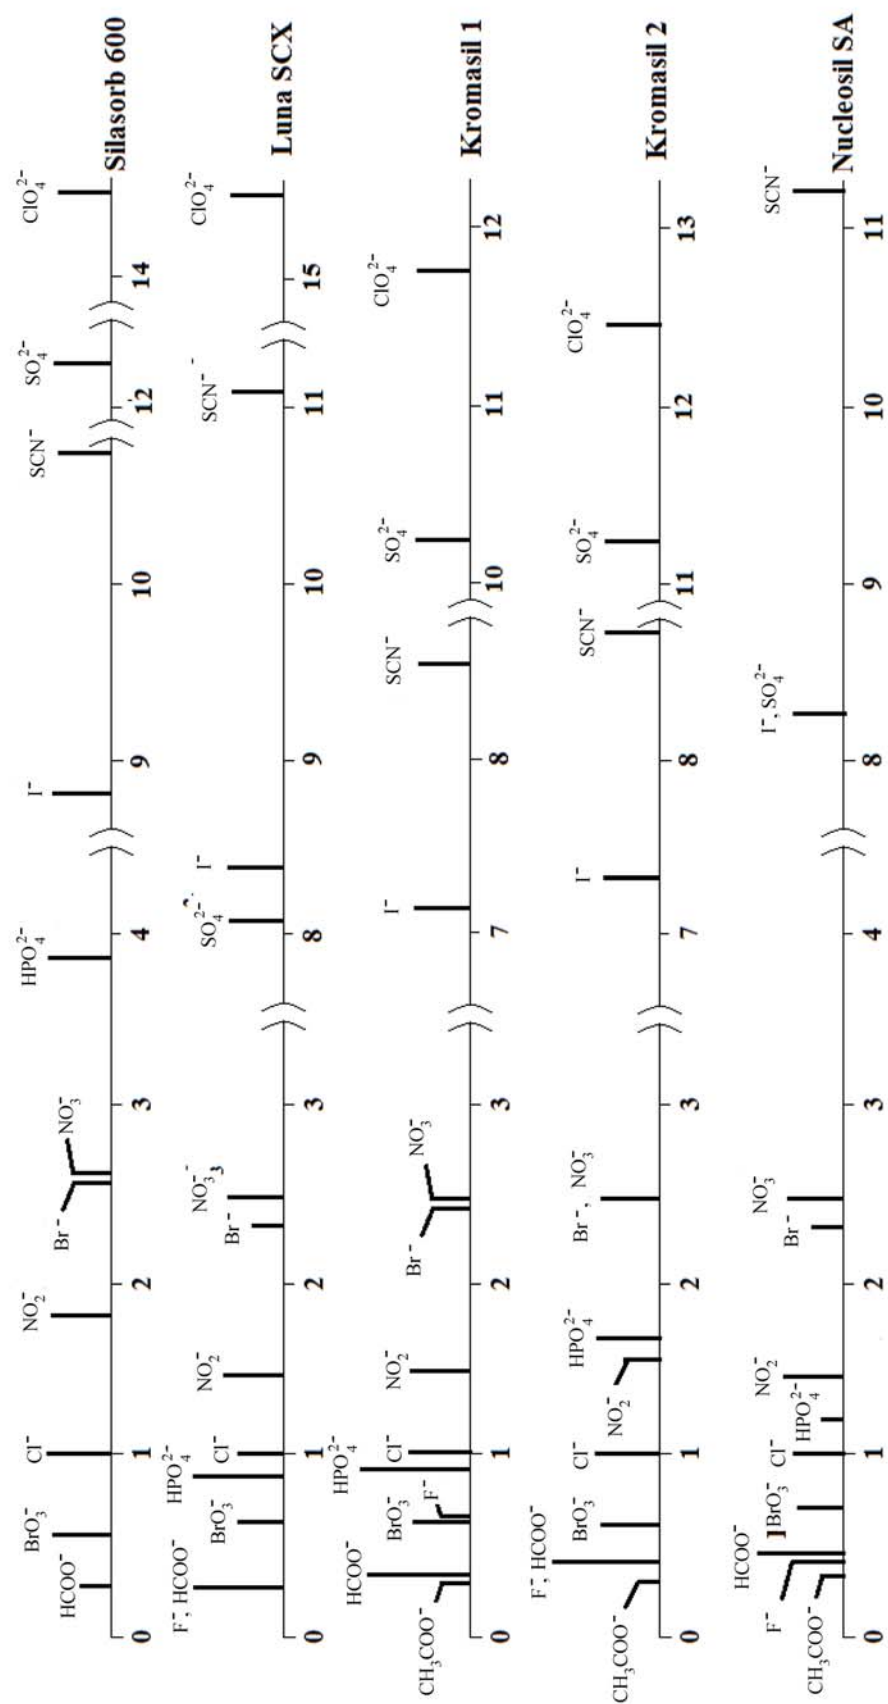 Silasorb 600
HCOO⁻ BrO₃⁻ Cl⁻ NO₂⁻ Br⁻ NO₃⁻ HPO₄²⁻ I⁻ SCN⁻ SO₄²⁻ ClO₄²⁻
0 1 2 3 4 9 10 12 14
Luna SCX
F⁻, HCOO⁻ BrO₃⁻ HPO₄²⁻ Cl⁻ NO₂⁻ Br⁻ NO₃⁻ SO₄²⁻ I⁻ SCN⁻ ClO₄²⁻
0 1 2 3 8 9 10 11 15
Kromasil 1
CH₃COO⁻ HCOO⁻ BrO₃⁻ F⁻ HPO₄²⁻ Cl⁻ NO₂⁻ Br⁻ NO₃⁻ I⁻ SCN⁻ SO₄²⁻ ClO₄²⁻
0 1 2 3 7 8 10 11 12
Kromasil 2
CH₃COO⁻ F⁻, HCOO⁻ BrO₃⁻ Cl⁻ NO₂⁻ HPO₄²⁻ Br⁻, NO₃⁻ I⁻ SCN⁻ SO₄²⁻ ClO₄²⁻
0 1 2 3 7 8 11 12 13
Nucleosil SA
CH₃COO⁻ F⁻ HCOO⁻ BrO₃⁻ Cl⁻ HPO₄²⁻ NO₂⁻ Br⁻ NO₃⁻ I⁻, SO₄²⁻ SCN⁻
0 1 2 3 4 8 9 10 11